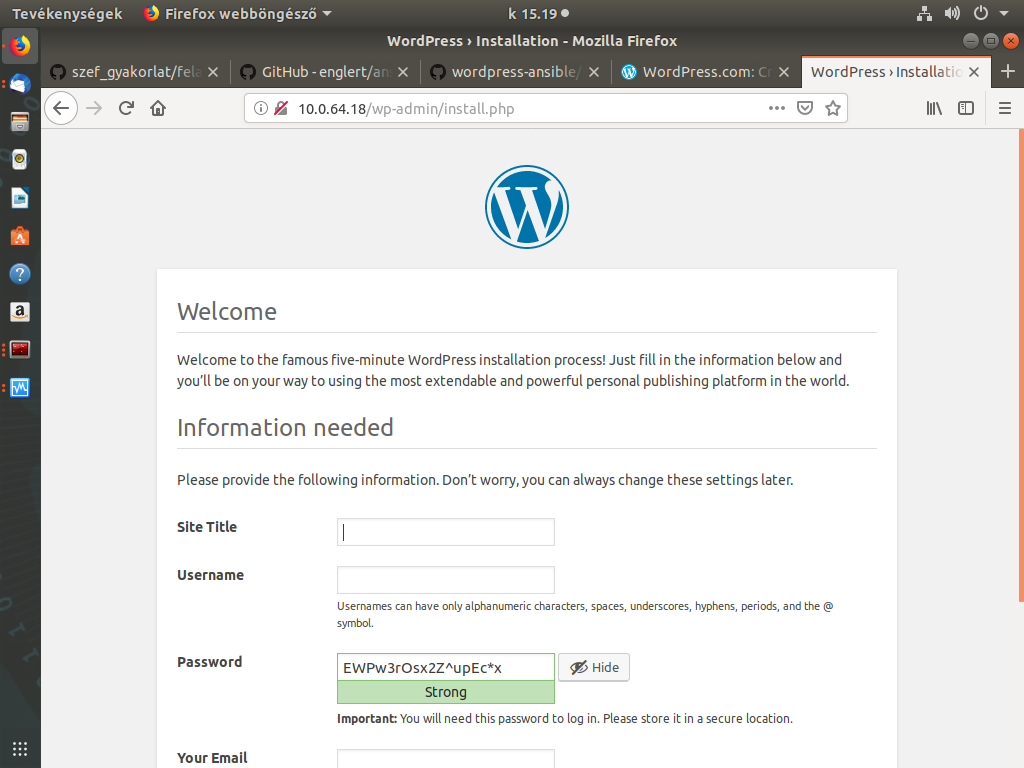 Tevékenységek
Firefox webböngésző
k 15.19
WordPress › Installation - Mozilla Firefox
szef_gyakorlat/fela
GitHub - englert/ans
wordpress-ansible/
WordPress.com: Cr
WordPress › Installatio
10.0.64.18/wp-admin/install.php
Welcome
Welcome to the famous five-minute WordPress installation process! Just fill in the information below and
you’ll be on your way to using the most extendable and powerful personal publishing platform in the world.
Information needed
Please provide the following information. Don’t worry, you can always change these settings later.
Site Title
Username
Usernames can have only alphanumeric characters, spaces, underscores, hyphens, periods, and the @
symbol.
Password
EWPw3rOsx2Z^upEc*x
Hide
Strong
Important: You will need this password to log in. Please store it in a secure location.
Your Email